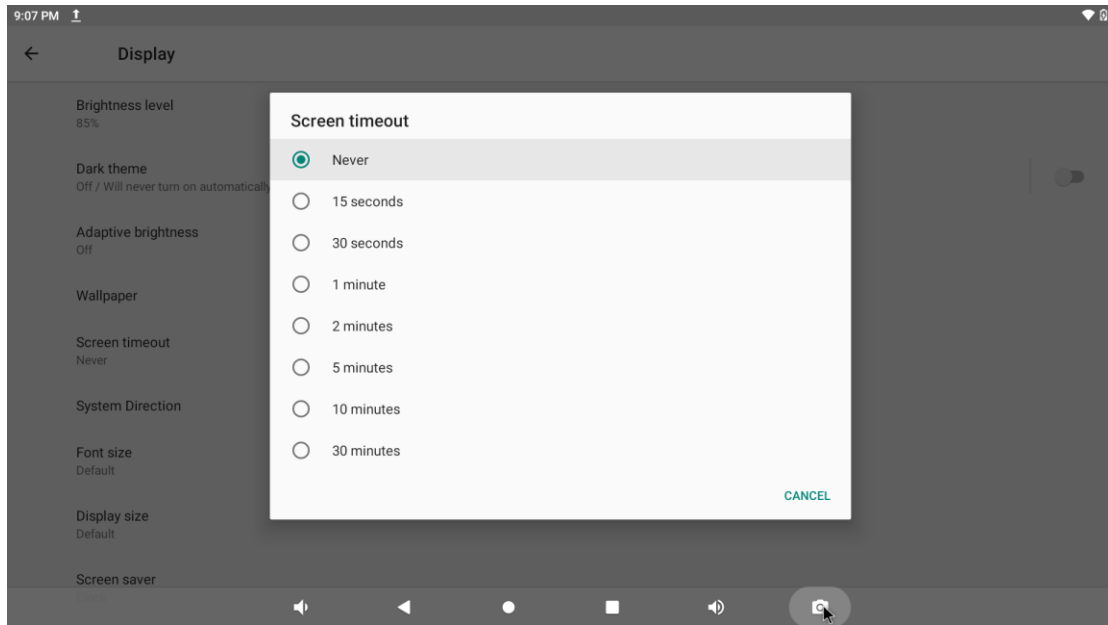 9:07 PM
Display
Brightness level
85%
Dark theme
Off / Will never turn on automatically
Adaptive brightness
Off
Wallpaper
Screen timeout
Never
System Direction
Font size
Default
Display size
Default
Screen saver
Screen timeout
Never
15 seconds
30 seconds
1 minute
2 minutes
5 minutes
10 minutes
30 minutes
CANCEL